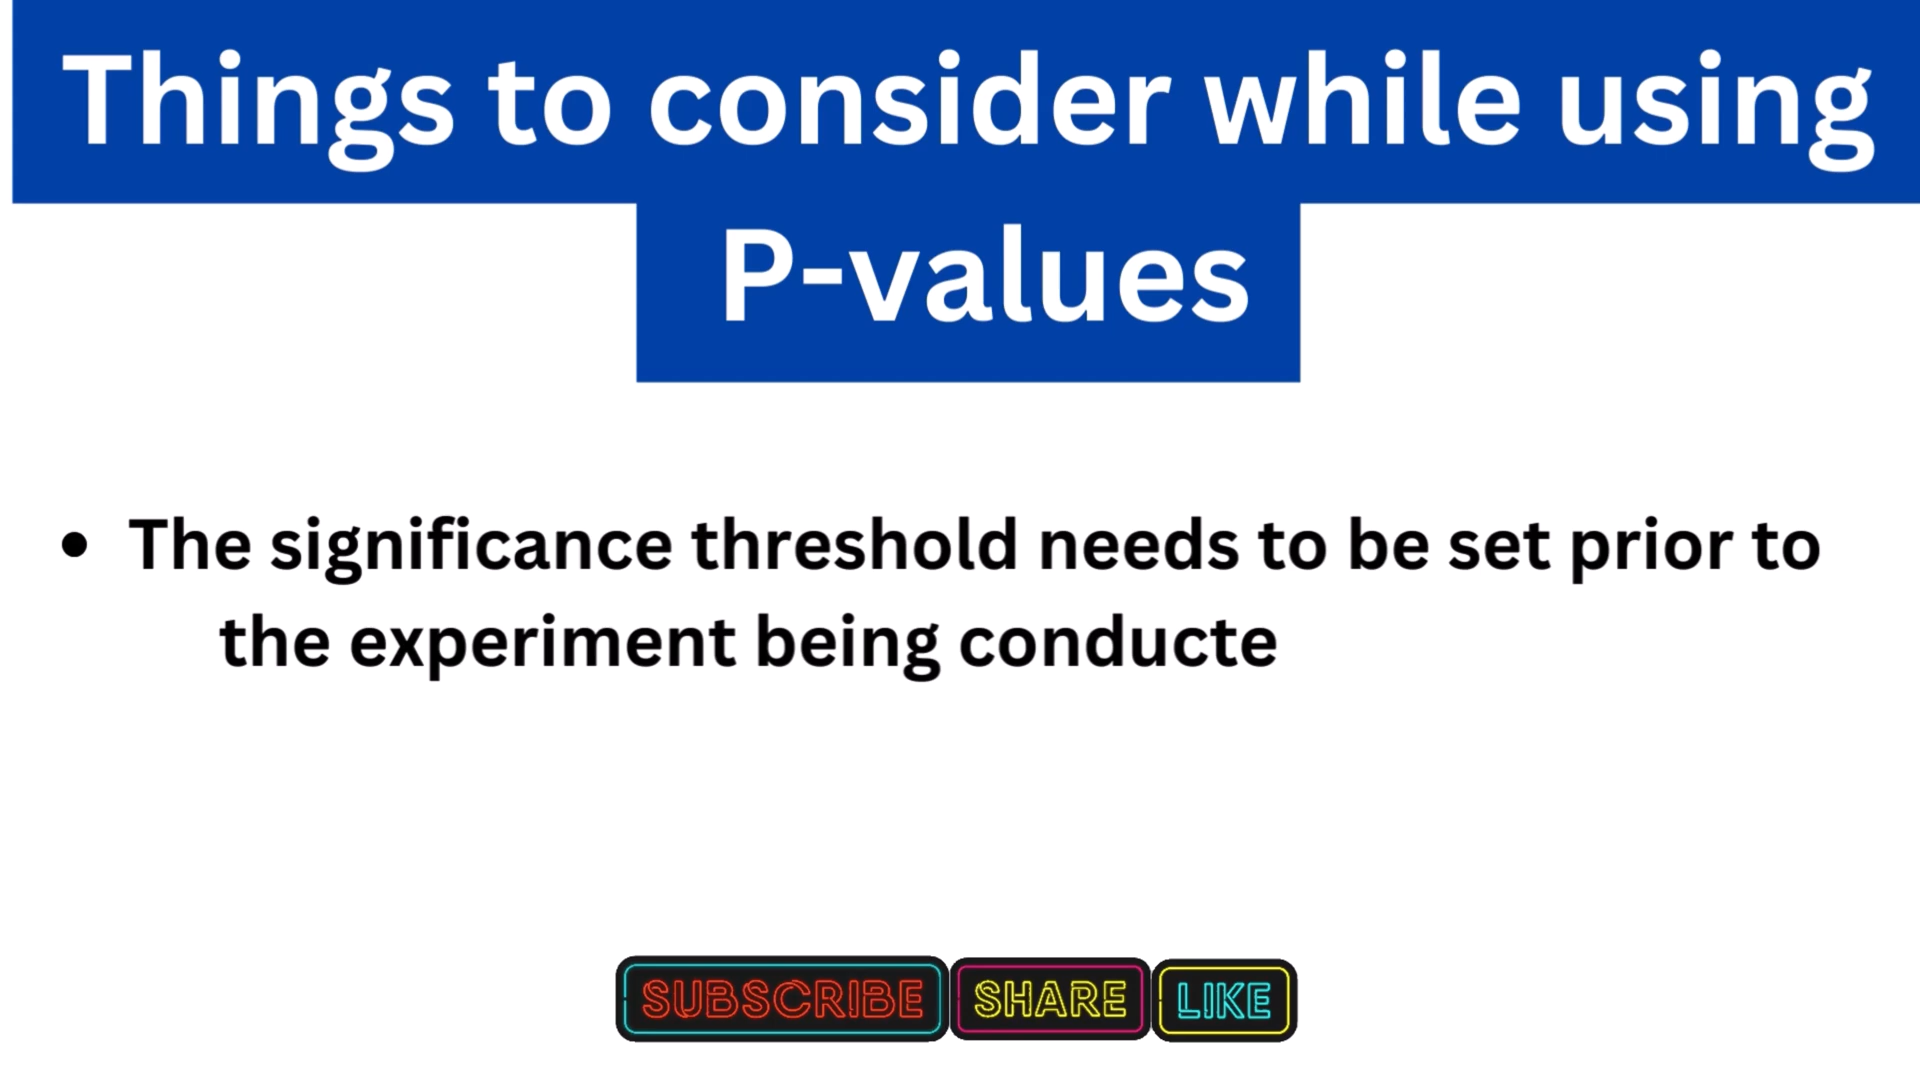 Things to consider while using
P-values
• The significance threshold needs to be set prior to
the experiment being conducte
SUBSCRIBE SHARE LIKE